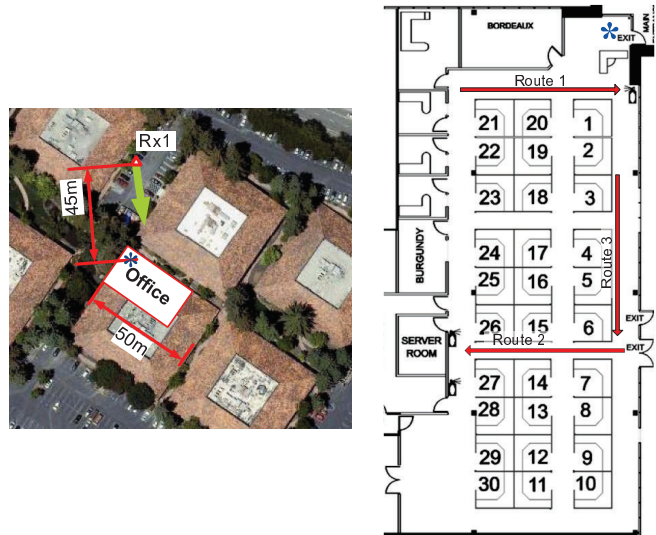 Rx1
45m
*
Office
50m
BORDEAUX
*
EXIT
MAIN
Route 1
21 20 1
22 19 2
23 18 3
BURGUNDY
24 17 4
25 16 5
Route 3
26 15 6
EXIT
SERVER
ROOM
Route 2
EXIT
27 14 7
28 13 8
29 12 9
30 11 10